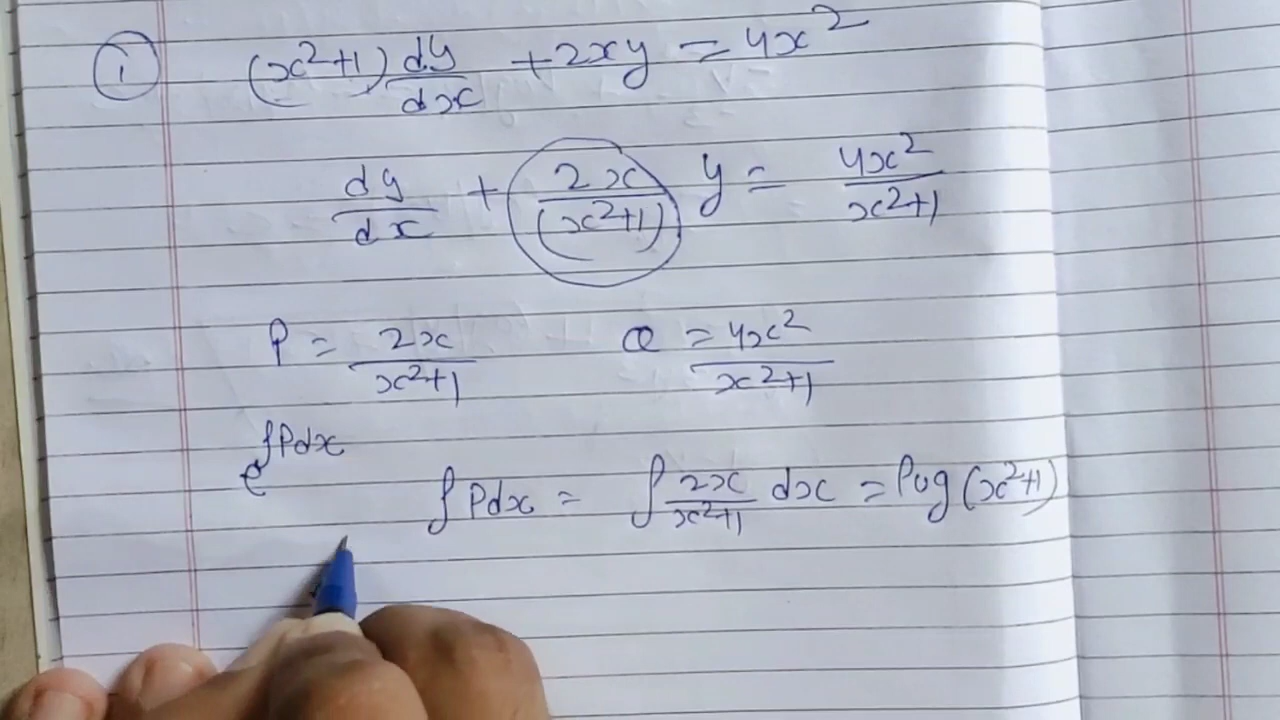 ① (x²+1) dy/dx + 2xy = 4x²
dy/dx + 2x/(x²+1) y = 4x²/x²+1
P = 2x/x²+1 Q = 4x²/x²+1
e^∫Pdx
∫Pdx = ∫ 2x/x²+1 dx = log(x²+1)